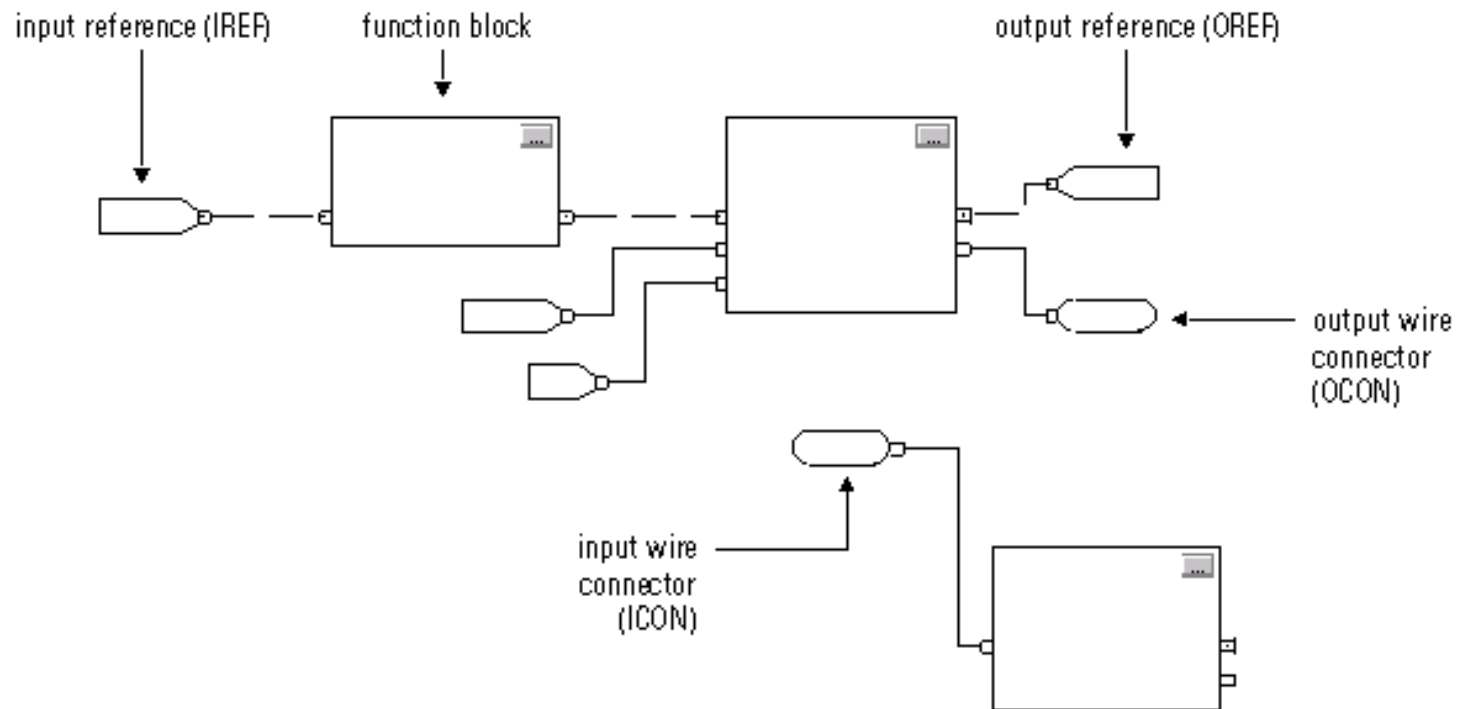 input reference (IREF)
function block
output reference (OREF)
...
...
output wire
connector
(OCON)
input wire
connector
(ICON)
...